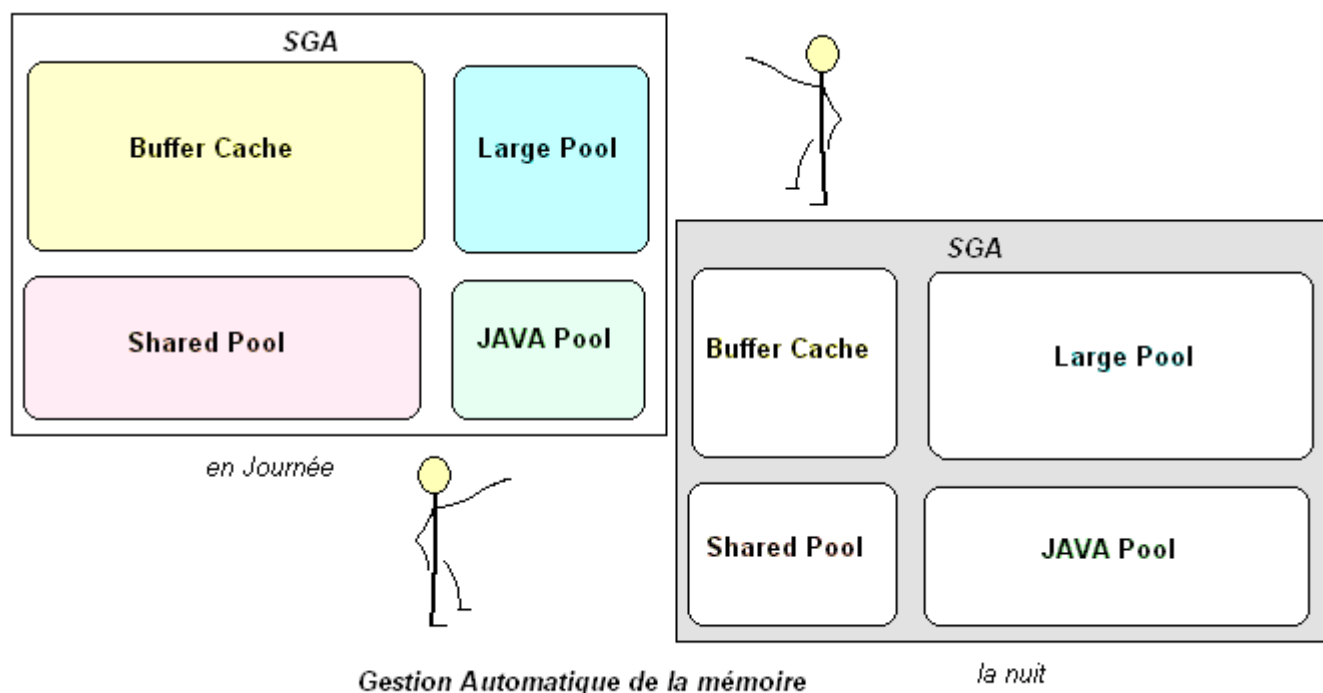 SGA
Buffer Cache
Large Pool
Shared Pool
JAVA Pool
en Journée
SGA
Buffer Cache
Large Pool
Shared Pool
JAVA Pool
la nuit
Gestion Automatique de la mémoire